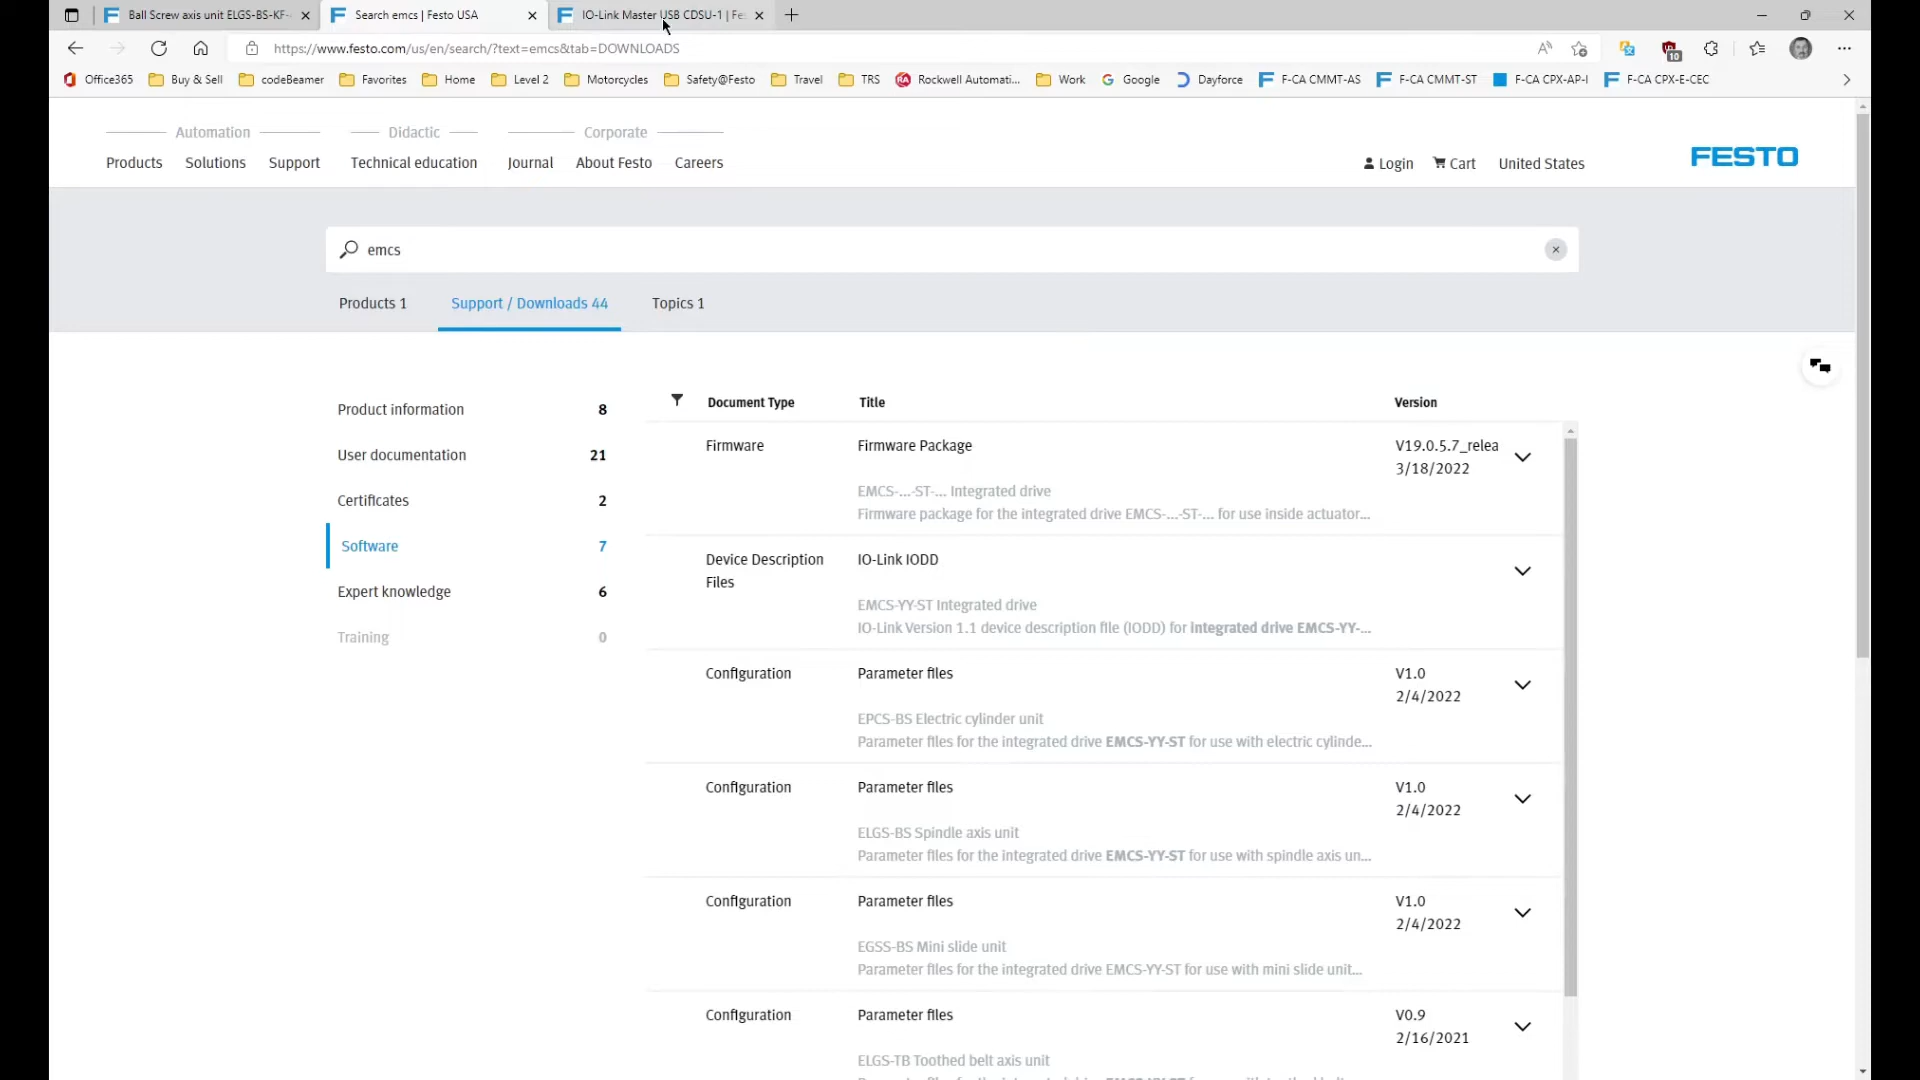 Ball Screw axis unit ELGS-BS-KF-
Search emcs | Festo USA
IO-Link Master USB CDSU-1 | Fe
https://www.festo.com/us/en/search/?text=emcs&tab=DOWNLOADS
10
Office365 Buy & Sell codeBeamer Favorites Home Level 2 Motorcycles Safety@Festo Travel TRS Rockwell Automati... Work Google Dayforce F-CA CMMT-AS F-CA CMMT-ST F-CA CPX-AP-I F-CA CPX-E-CEC
Automation Didactic Corporate
Products Solutions Support Technical education Journal About Festo Careers
Login Cart United States
FESTO
emcs
Products 1 Support / Downloads 44 Topics 1
Product information 8
User documentation 21
Certificates 2
Software 7
Expert knowledge 6
Training 0
Document Type Title Version
Firmware Firmware Package V19.0.5.7_relea
3/18/2022
EMCS-...-ST-... Integrated drive
Firmware package for the integrated drive EMCS-...-ST-... for use inside actuator...
Device Description IO-Link IODD
Files
EMCS-YY-ST Integrated drive
IO-Link Version 1.1 device description file (IODD) for integrated drive EMCS-YY-...
Configuration Parameter files V1.0
2/4/2022
EPCS-BS Electric cylinder unit
Parameter files for the integrated drive EMCS-YY-ST for use with electric cylinde...
Configuration Parameter files V1.0
2/4/2022
ELGS-BS Spindle axis unit
Parameter files for the integrated drive EMCS-YY-ST for use with spindle axis un...
Configuration Parameter files V1.0
2/4/2022
EGSS-BS Mini slide unit
Parameter files for the integrated drive EMCS-YY-ST for use with mini slide unit...
Configuration Parameter files V0.9
2/16/2021
ELGS-TB Toothed belt axis unit